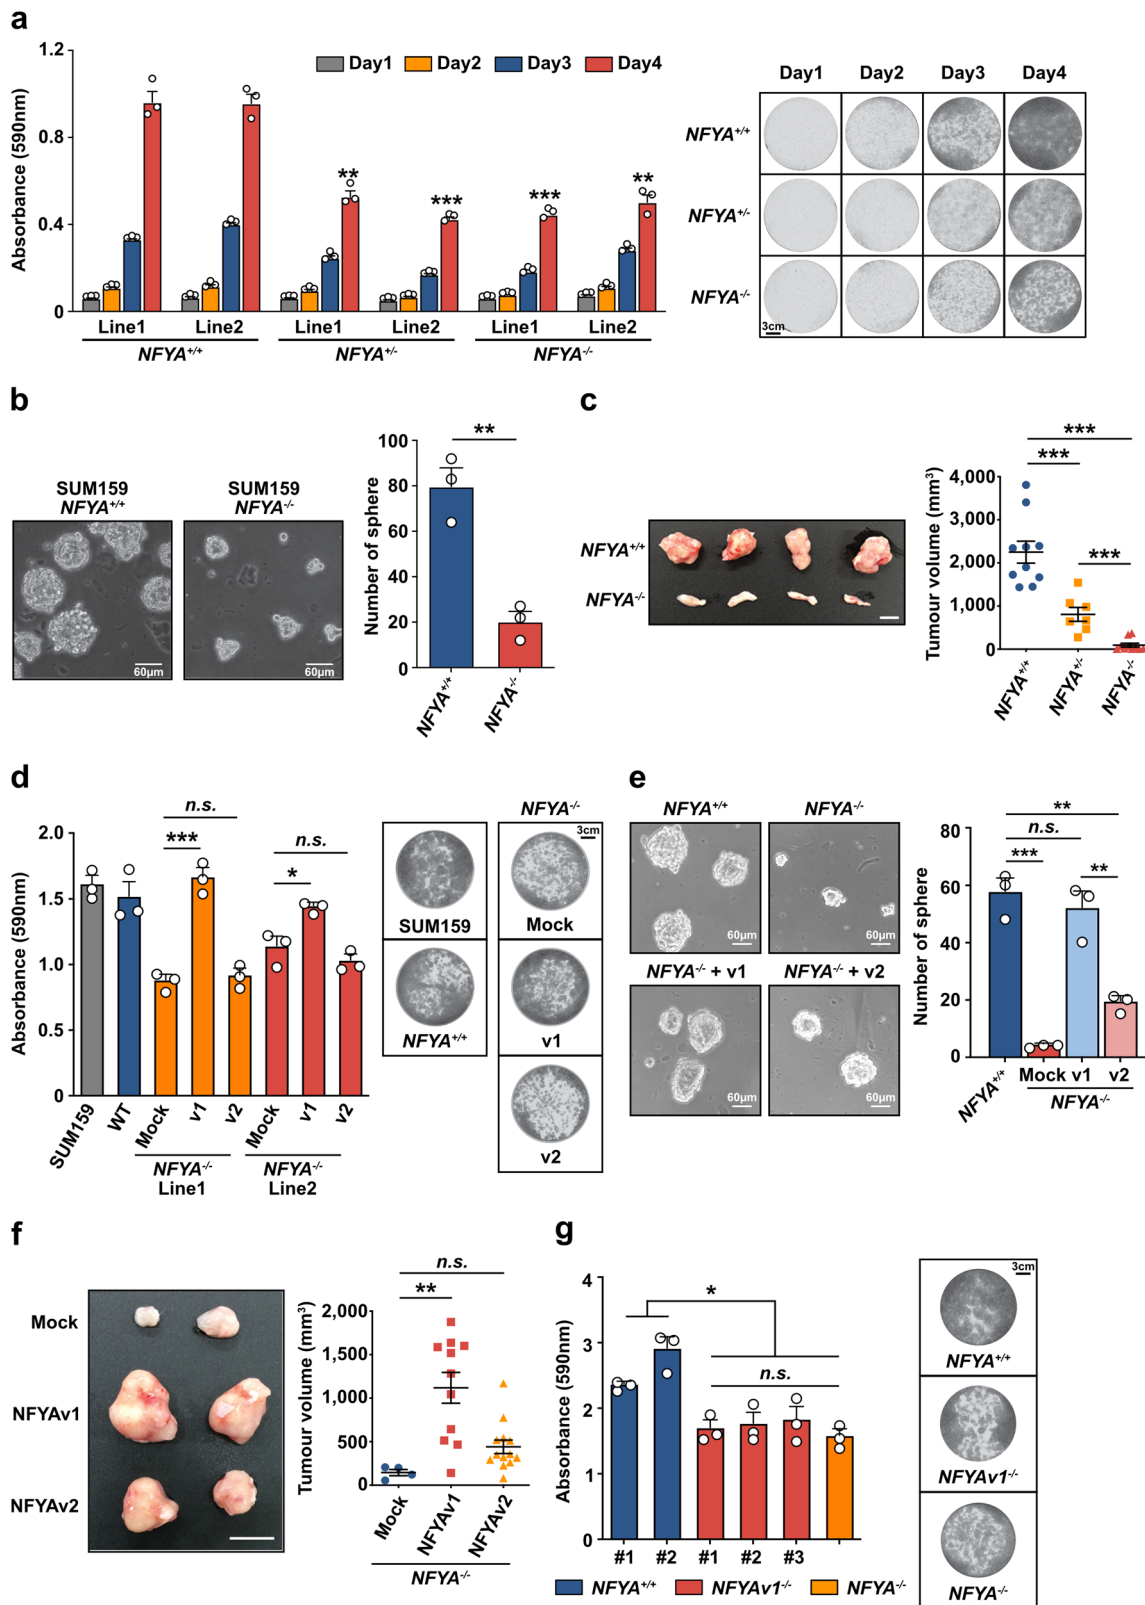 a
Day1 Day2 Day3 Day4
1.2
0.8
0.4
0
Absorbance (590nm)
** *** *** **
Line1 Line2 Line1 Line2 Line1 Line2
NFYA+/+ NFYA+/- NFYA-/-
Day1 Day2 Day3 Day4
NFYA+/+
NFYA+/-
NFYA-/-
3cm
b
SUM159 NFYA+/+
SUM159 NFYA-/-
60μm 60μm
Number of sphere
100
80
60
40
20
0
**
NFYA+/+ NFYA-/-
c
NFYA+/+
NFYA-/-
Tumour volume (mm3)
4,000
3,000
2,000
1,000
0
***
***
***
NFYA+/+ NFYA+/- NFYA-/-
d
Absorbance (590nm)
2.0
1.5
1.0
0.5
0
n.s.
***
n.s.
*
SUM159 WT Mock v1 v2 Mock v1 v2
NFYA-/- NFYA-/-
Line1 Line2
NFYA-/-
3cm
SUM159 Mock
NFYA+/+ v1
v2
e
NFYA+/+ NFYA-/-
60μm 60μm
NFYA-/- + v1 NFYA-/- + v2
60μm 60μm
Number of sphere
80
60
40
20
0
**
n.s.
*** **
NFYA+/+ Mock v1 v2
NFYA-/-
f
Mock
NFYAv1
NFYAv2
Tumour volume (mm3)
2,000
1,500
1,000
500
0
n.s.
**
Mock NFYAv1 NFYAv2
NFYA-/-
g
Absorbance (590nm)
4
3
2
1
0
*
n.s.
#1 #2 #1 #2 #3
NFYA+/+ NFYAv1-/- NFYA-/-
3cm
NFYA+/+
NFYAv1-/-
NFYA-/-